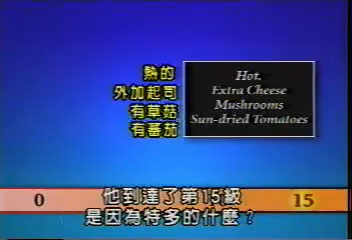 熱的
外加起司
有草菇
有蕃茄
Hot.
Extra Cheese
Mushrooms
Sun-dried Tomatoes
0
他到達了第15級
是因為特多的什麼？
15